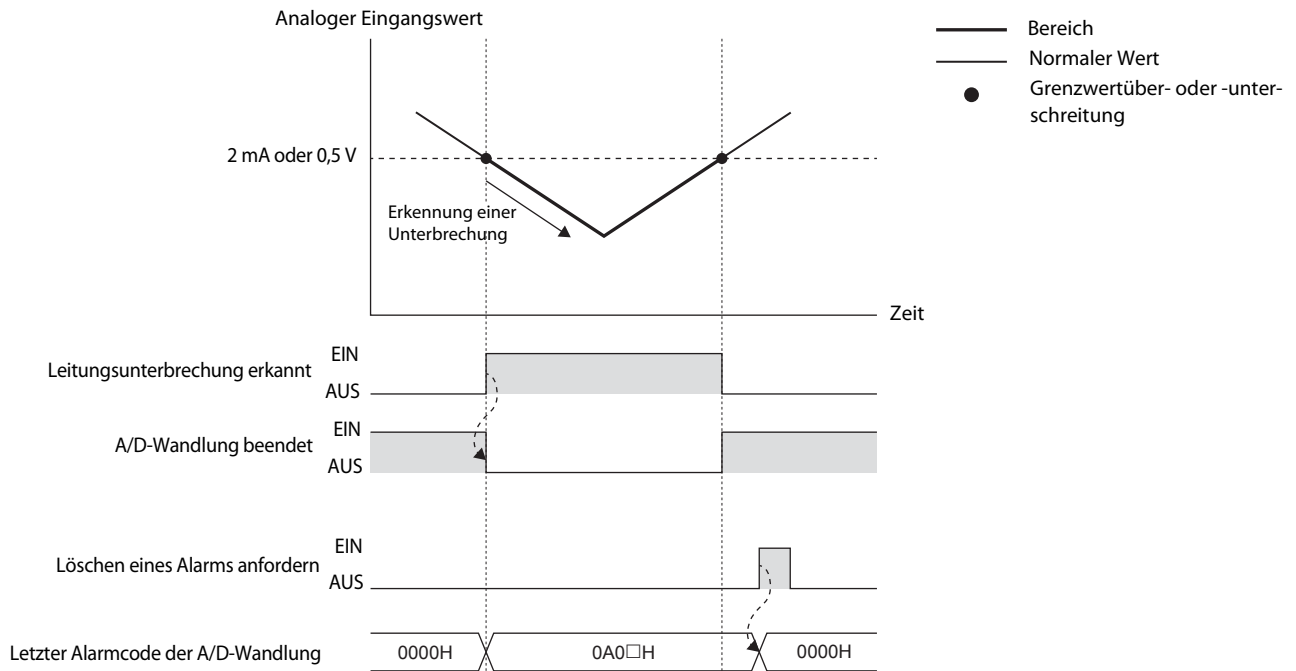 Analoger Eingangswert
Bereich
Normaler Wert
Grenzwertüber- oder -unter-
schreitung
2 mA oder 0,5 V
Erkennung einer
Unterbrechung
Zeit
Leitungsunterbrechung erkannt
EIN
AUS
A/D-Wandlung beendet
EIN
AUS
Löschen eines Alarms anfordern
EIN
AUS
Letzter Alarmcode der A/D-Wandlung
0000H
0A0□H
0000H